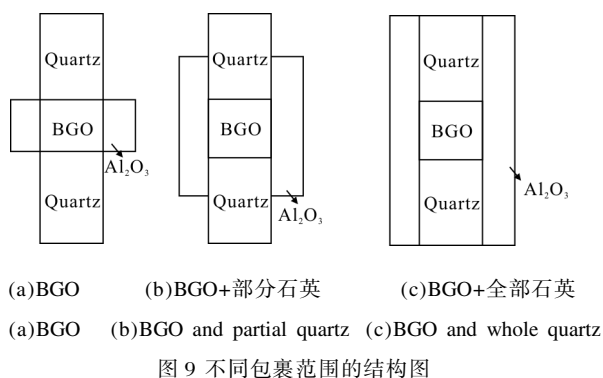 Quartz
BGO
Al₂O₃
Quartz
Quartz
BGO
Quartz
Al₂O₃
Quartz
BGO
Quartz
Al₂O₃
(a)BGO (b)BGO+部分石英 (c)BGO+全部石英
(a)BGO (b)BGO and partial quartz (c)BGO and whole quartz
图 9 不同包裹范围的结构图